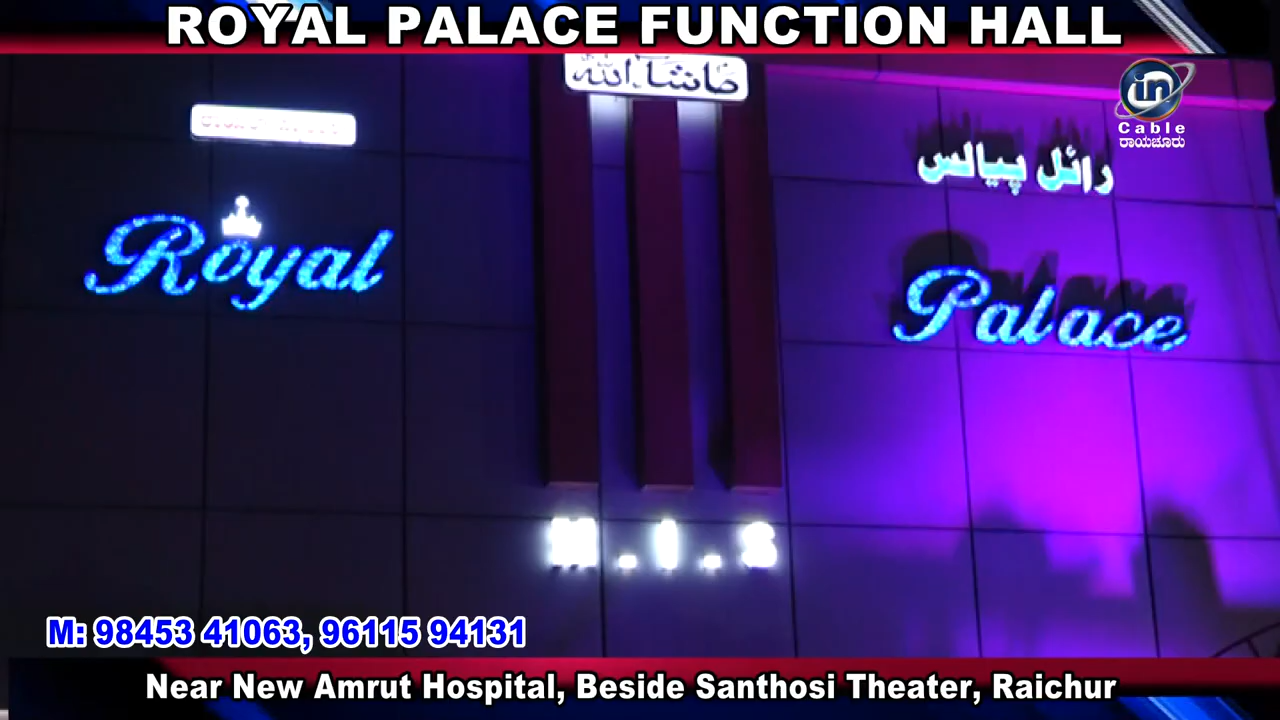 ROYAL PALACE FUNCTION HALL
ماشاءالله
in
Cable
ರಾಯಚೂರು
رائل پیالس
Royal
Palace
M.I.S
M: 98453 41063, 96115 94131
Near New Amrut Hospital, Beside Santhosi Theater, Raichur